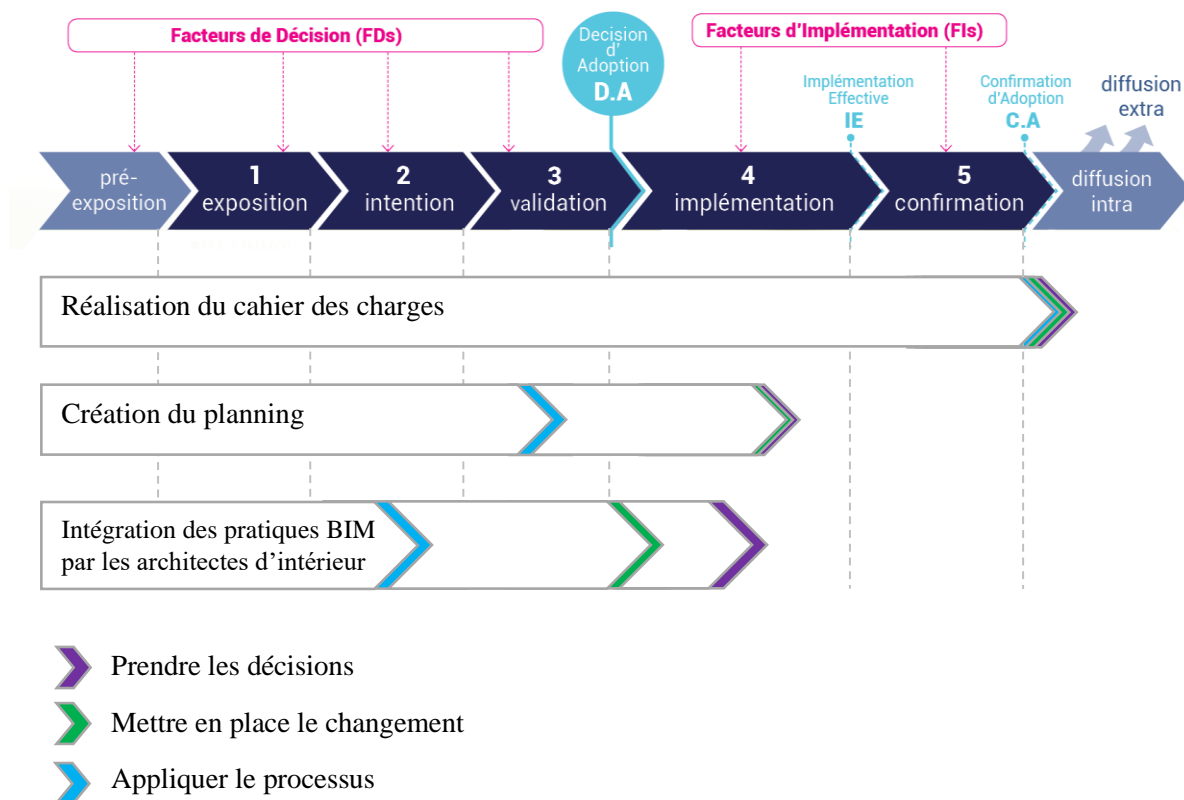 Facteurs de Décision (FDs)
Decision
d’
Adoption
D.A
Facteurs d’Implémentation (FIs)
Implémentation
Effective
IE
Confirmation
d’Adoption
C.A
diffusion
extra
pré-
exposition
1
exposition
2
intention
3
validation
4
implémentation
5
confirmation
diffusion
intra
Réalisation du cahier des charges
Création du planning
Intégration des pratiques BIM
par les architectes d’intérieur
Prendre les décisions
Mettre en place le changement
Appliquer le processus